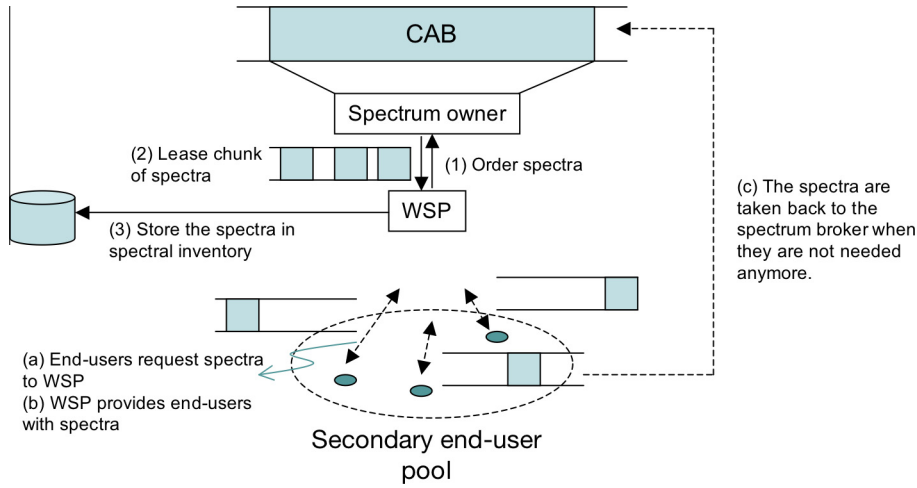 CAB
Spectrum owner
(2) Lease chunk
of spectra
(1) Order spectra
WSP
(3) Store the spectra in
spectral inventory
(c) The spectra are
taken back to the
spectrum broker when
they are not needed
anymore.
(a) End-users request spectra
to WSP
(b) WSP provides end-users
with spectra
Secondary end-user
pool